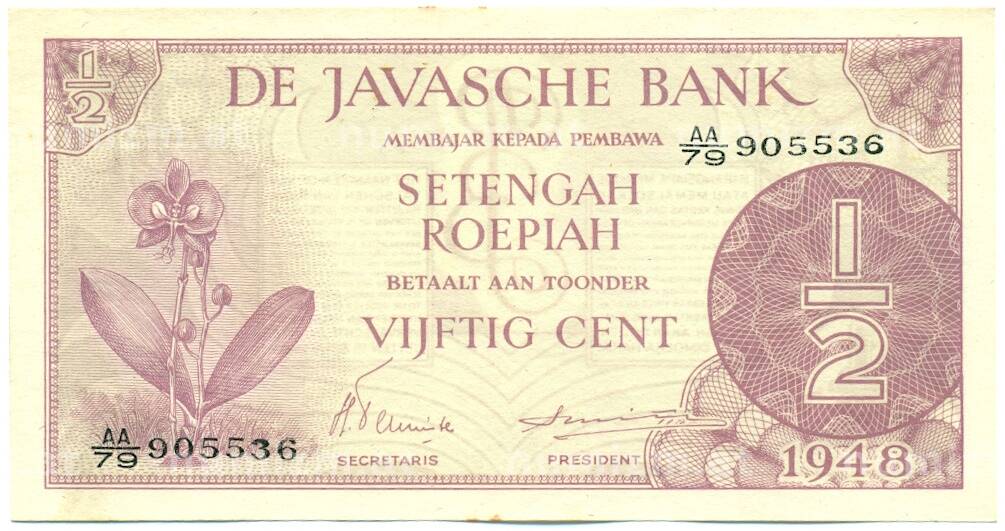 1/2
DE JAVASCHE BANK
MEMBAJAR KEPADA PEMBAWA
AA/79 905536
SETENGAH
ROEPIAH
BETAALT AAN TOONDER
VIJFTIG CENT
1/2
AA/79 905536
SECRETARIS
PRESIDENT
1948